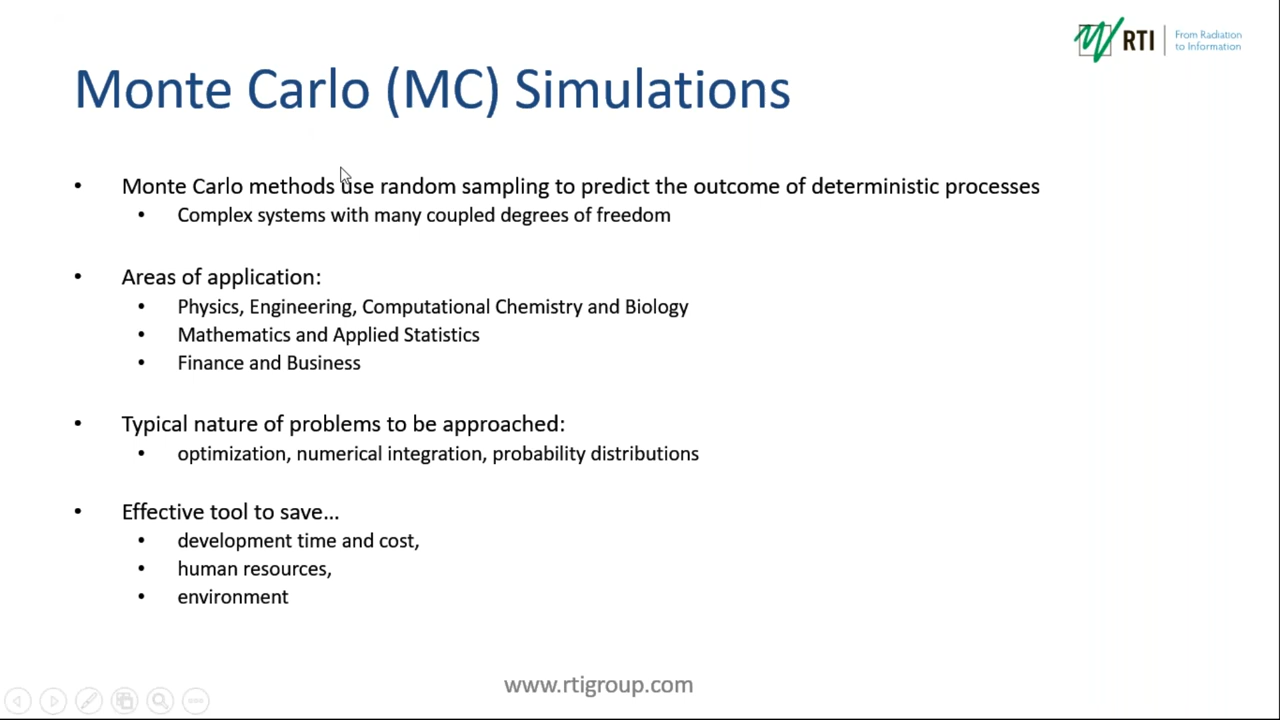 RTI
From Radiation
to Information
Monte Carlo (MC) Simulations
• Monte Carlo methods use random sampling to predict the outcome of deterministic processes
• Complex systems with many coupled degrees of freedom
• Areas of application:
• Physics, Engineering, Computational Chemistry and Biology
• Mathematics and Applied Statistics
• Finance and Business
• Typical nature of problems to be approached:
• optimization, numerical integration, probability distributions
• Effective tool to save...
• development time and cost,
• human resources,
• environment
www.rtigroup.com